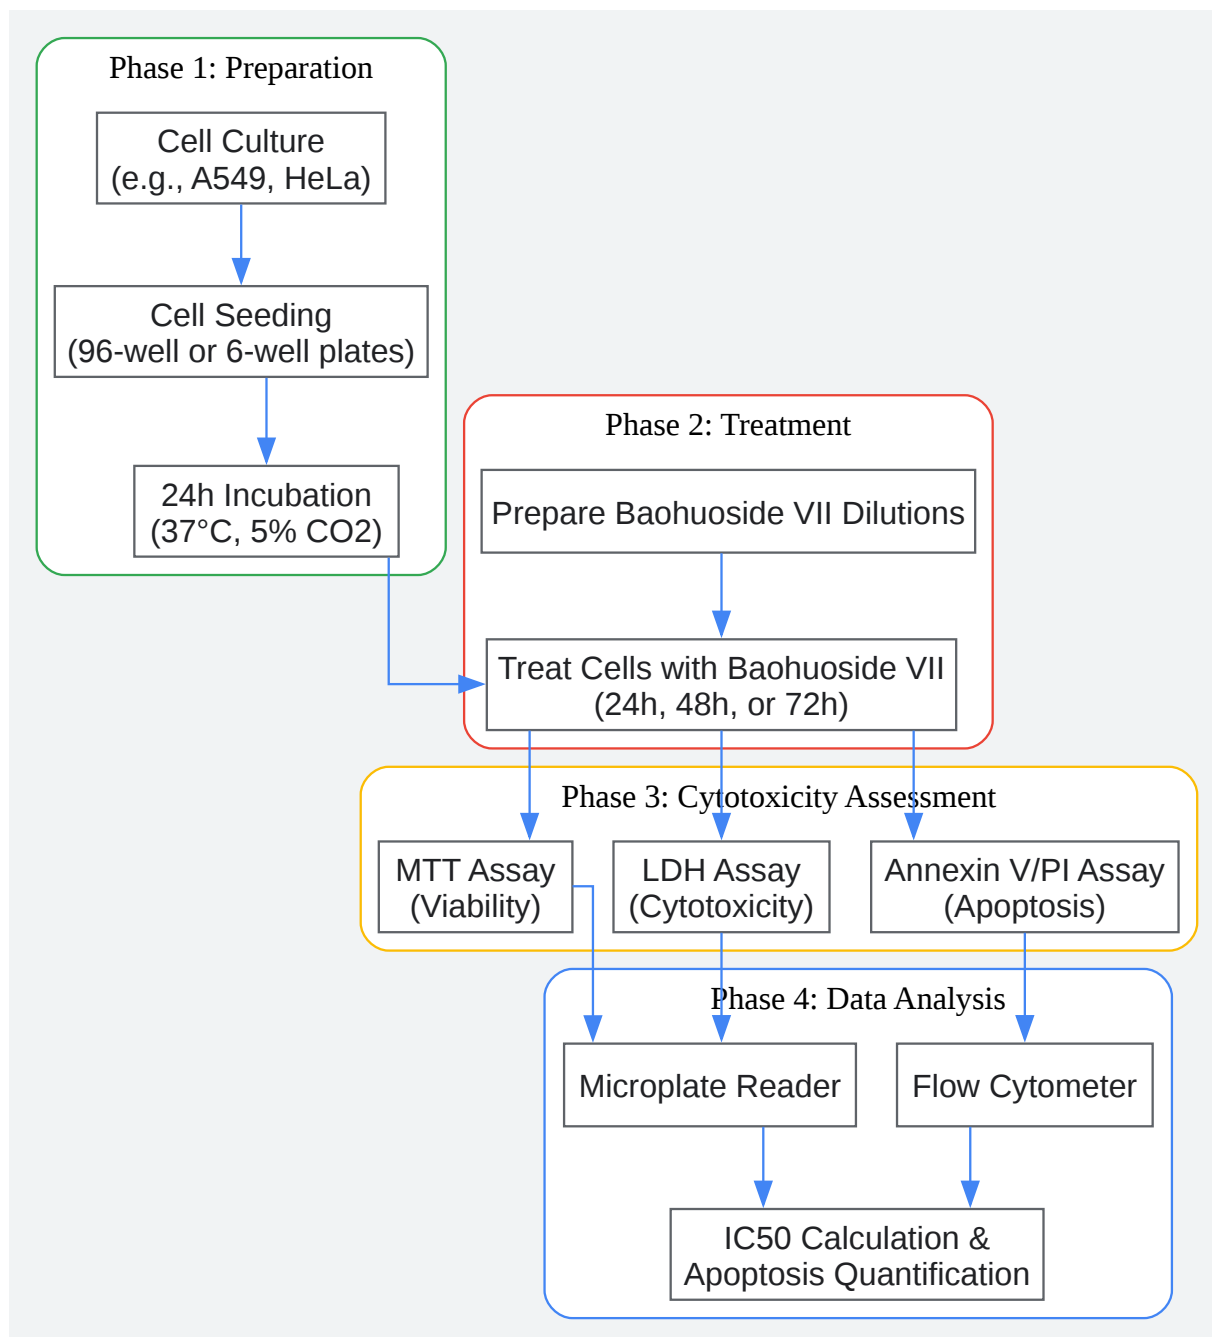 Phase 1: Preparation
Cell Culture
(e.g., A549, HeLa)
Cell Seeding
(96-well or 6-well plates)
24h Incubation
(37°C, 5% CO2)
Phase 2: Treatment
Prepare Baohuoside VII Dilutions
Treat Cells with Baohuoside VII
(24h, 48h, or 72h)
Phase 3: Cytotoxicity Assessment
MTT Assay
(Viability)
LDH Assay
(Cytotoxicity)
Annexin V/PI Assay
(Apoptosis)
Phase 4: Data Analysis
Microplate Reader
Flow Cytometer
IC50 Calculation &
Apoptosis Quantification